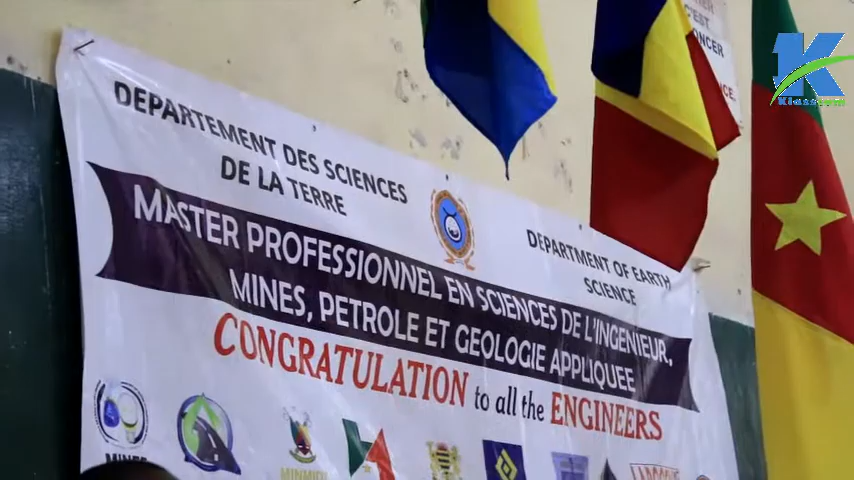 DEPARTEMENT DES SCIENCES
DE LA TERRE
DEPARTMENT OF EARTH
SCIENCE
MASTER PROFESSIONNEL EN SCIENCES DE L'INGENIEUR,
MINES, PETROLE ET GEOLOGIE APPLIQUEE
CONGRATULATION to all the ENGINEERS
C'EST
K